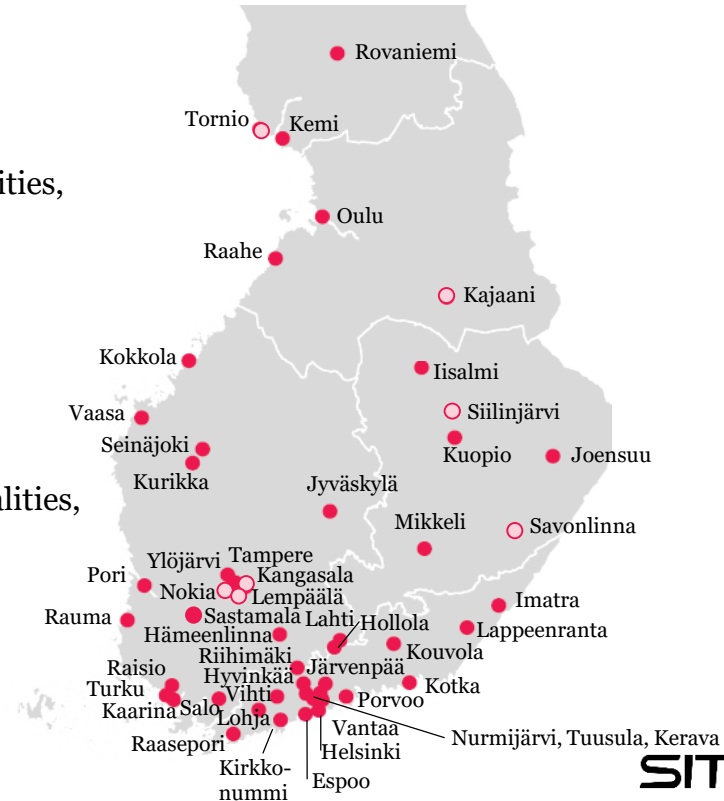 Rovaniemi
Tornio
Kemi
ities,
Oulu
Raahe
Kajaani
Kokkola
Iisalmi
Vaasa
Siilinjärvi
Seinäjoki
Kuopio
Joensuu
Kurikka
Jyväskylä
alities,
Mikkeli
Savonlinna
Ylöjärvi
Tampere
Pori
Kangasala
Nokia
Lempäälä
Imatra
Rauma
Sastamala
Lahti
Hollola
Lappeenranta
Hämeenlinna
Kouvola
Riihimäki
Järvenpää
Raisio
Hyvinkää
Kotka
Turku
Vihti
Porvoo
Kaarina
Salo
Lohja
Vantaa
Raasepori
Nurmijärvi, Tuusula, Kerava
Helsinki
Kirkko-
nummi
Espoo
SIT